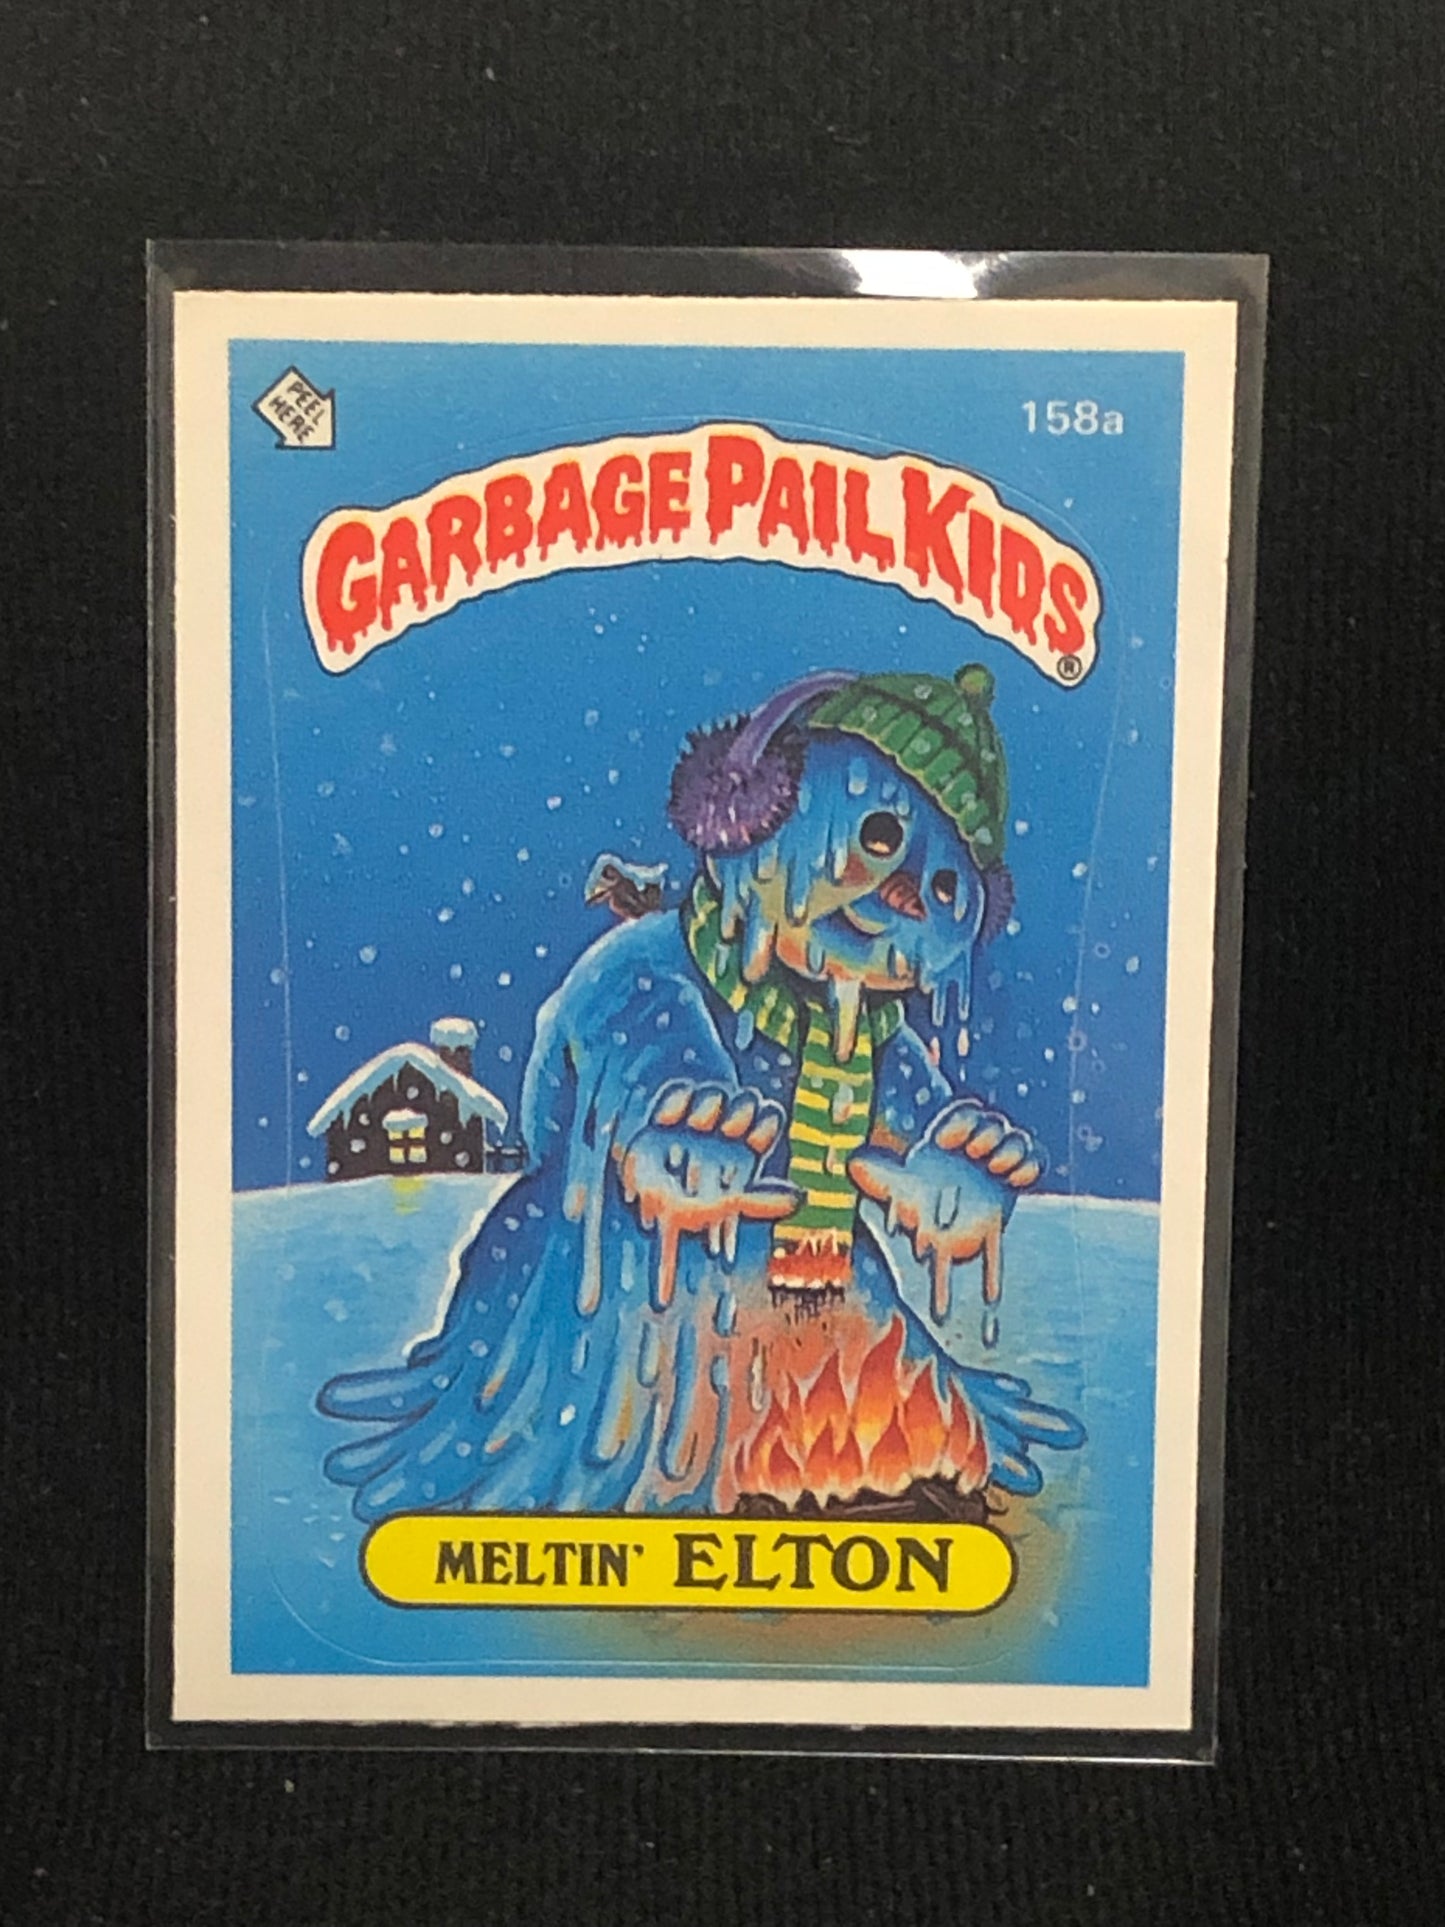 PEEL
HERE
158a
GARBAGE PAIL KIDS
®
MELTIN' ELTON